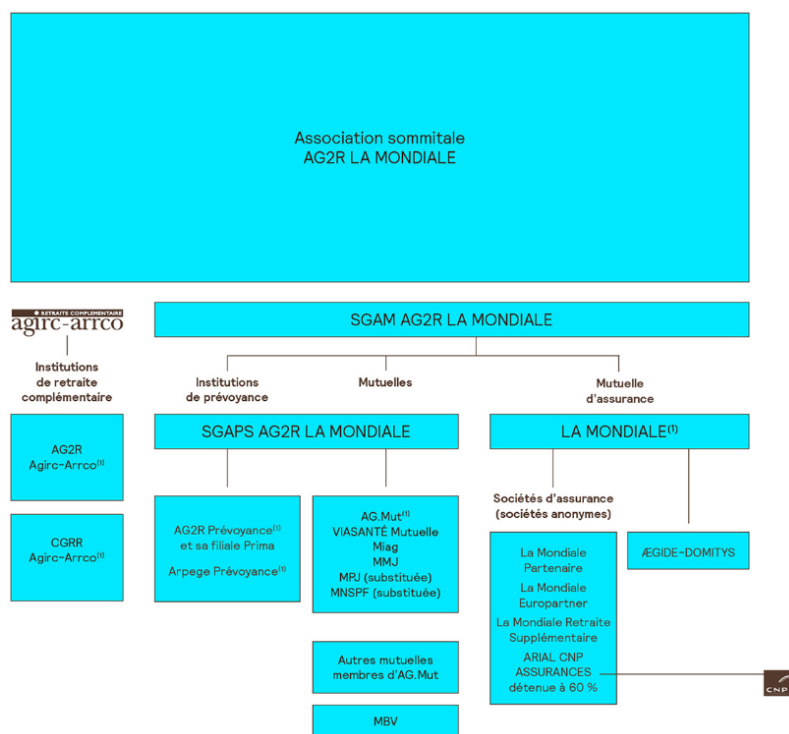 Association sommitale
AG2R LA MONDIALE
RETRAITE COMPLÉMENTAIRE
agirc-arrco
SGAM AG2R LA MONDIALE
Institutions
de retraite
complémentaire
Institutions
de prévoyance
Mutuelles
Mutuelle
d'assurance
AG2R
Agirc-Arrco(1)
SGAPS AG2R LA MONDIALE
LA MONDIALE(1)
CGRR
Agirc-Arrco(1)
AG2R Prévoyance(1)
et sa filiale Prima
Arpege Prévoyance(1)
AG.Mut(1)
VIASANTÉ Mutuelle
Miag
MMJ
MPJ (substituée)
MNSPF (substituée)
Sociétés d'assurance
(sociétés anonymes)
La Mondiale
Partenaire
La Mondiale
Europartner
La Mondiale Retraite
Supplémentaire
ARIAL CNP
ASSURANCES
détenue à 60 %
ÆGIDE-DOMITYS
Autres mutuelles
membres d'AG.Mut
MBV
CNP